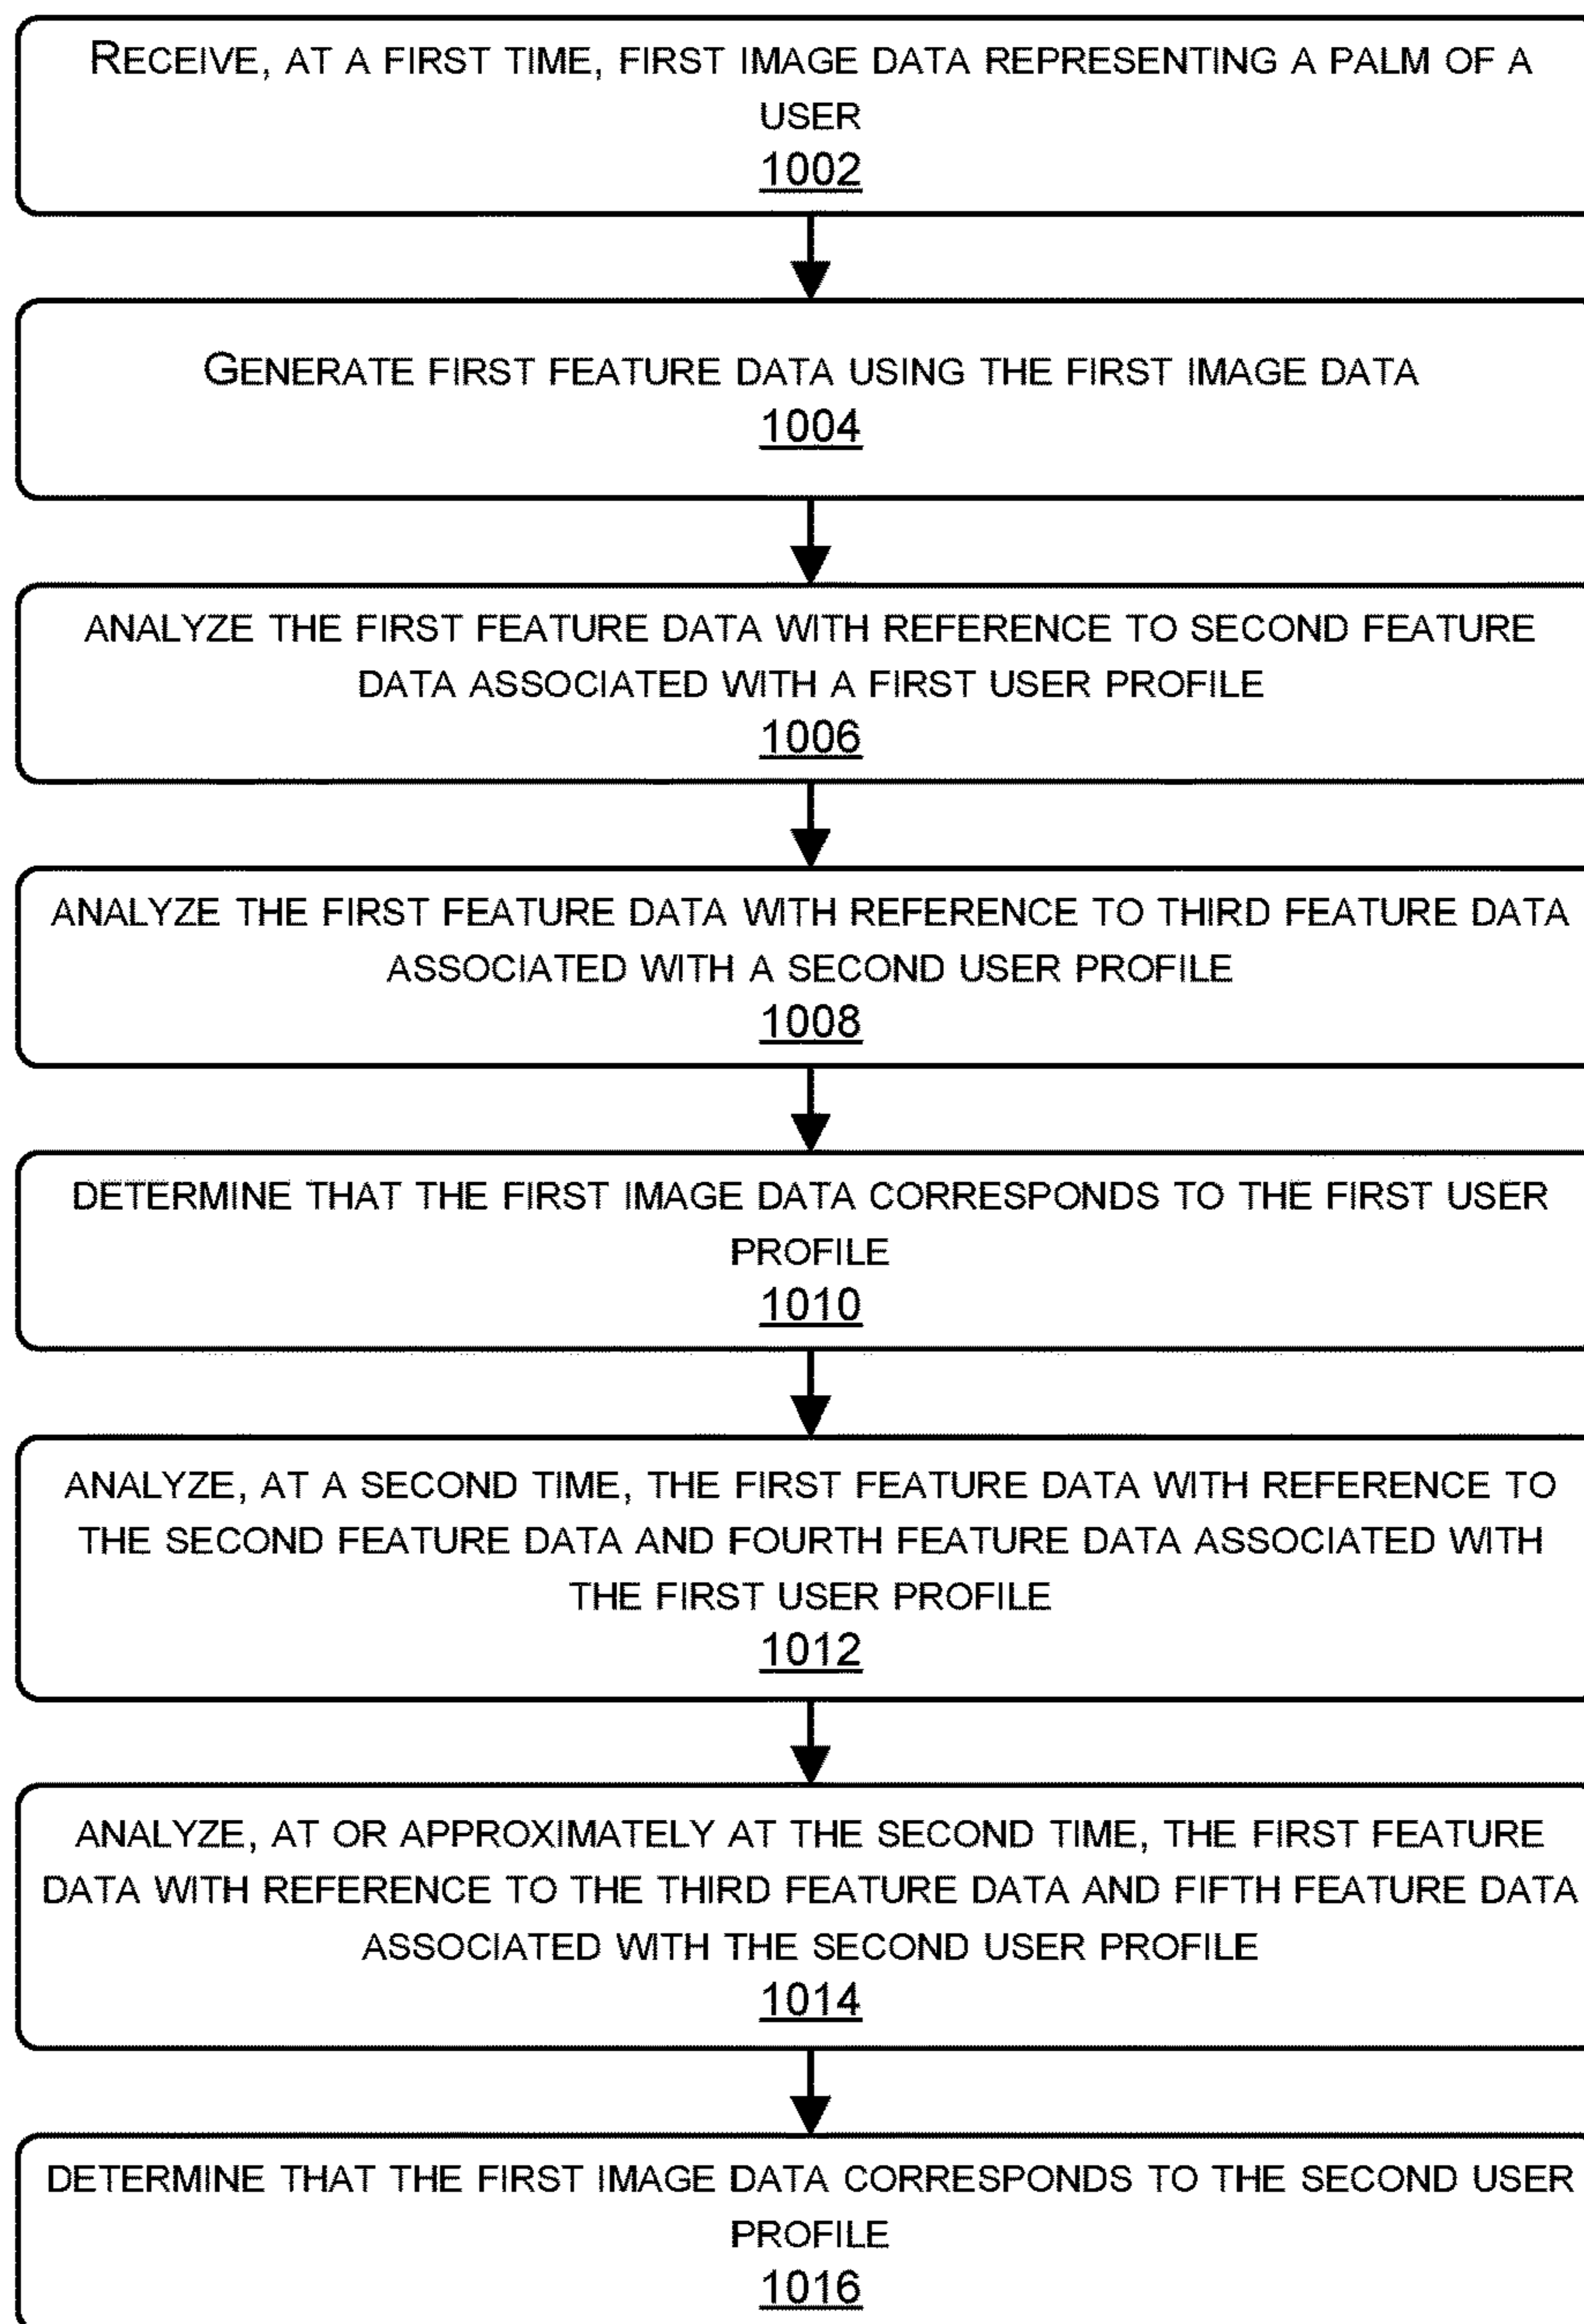 RECEIVE, AT A FIRST TIME, FIRST IMAGE DATA REPRESENTING A PALM OF A
USER
1002
GENERATE FIRST FEATURE DATA USING THE FIRST IMAGE DATA
1004
ANALYZE THE FIRST FEATURE DATA WITH REFERENCE TO SECOND FEATURE
DATA ASSOCIATED WITH A FIRST USER PROFILE
1006
ANALYZE THE FIRST FEATURE DATA WITH REFERENCE TO THIRD FEATURE DATA
ASSOCIATED WITH A SECOND USER PROFILE
1008
DETERMINE THAT THE FIRST IMAGE DATA CORRESPONDS TO THE FIRST USER
PROFILE
1010
ANALYZE, AT A SECOND TIME, THE FIRST FEATURE DATA WITH REFERENCE TO
THE SECOND FEATURE DATA AND FOURTH FEATURE DATA ASSOCIATED WITH
THE FIRST USER PROFILE
1012
ANALYZE, AT OR APPROXIMATELY AT THE SECOND TIME, THE FIRST FEATURE
DATA WITH REFERENCE TO THE THIRD FEATURE DATA AND FIFTH FEATURE DATA
ASSOCIATED WITH THE SECOND USER PROFILE
1014
DETERMINE THAT THE FIRST IMAGE DATA CORRESPONDS TO THE SECOND USER
PROFILE
1016